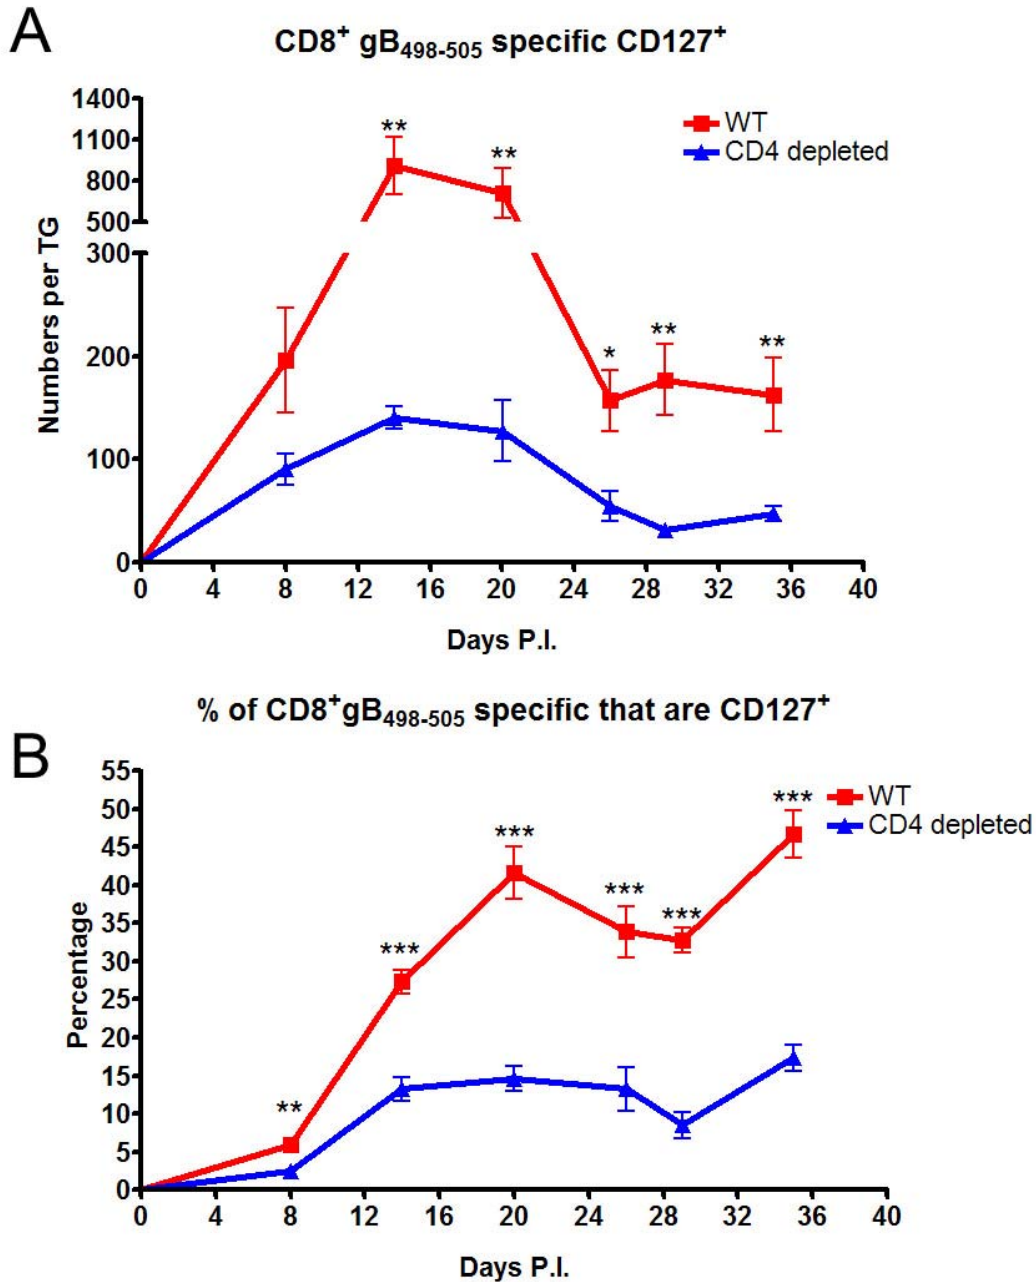 A
CD8⁺ gB₄₉₈₋₅₀₅ specific CD127⁺
1400
1100
800
500
300
200
100
0
Numbers per TG
WT
CD4 depleted
**
**
*
**
**
0 4 8 12 16 20 24 28 32 36 40
Days P.I.
% of CD8⁺gB₄₉₈₋₅₀₅ specific that are CD127⁺
B
55
50
45
40
35
30
25
20
15
10
5
0
Percentage
WT
CD4 depleted
**
***
***
***
***
***
0 4 8 12 16 20 24 28 32 36 40
Days P.I.